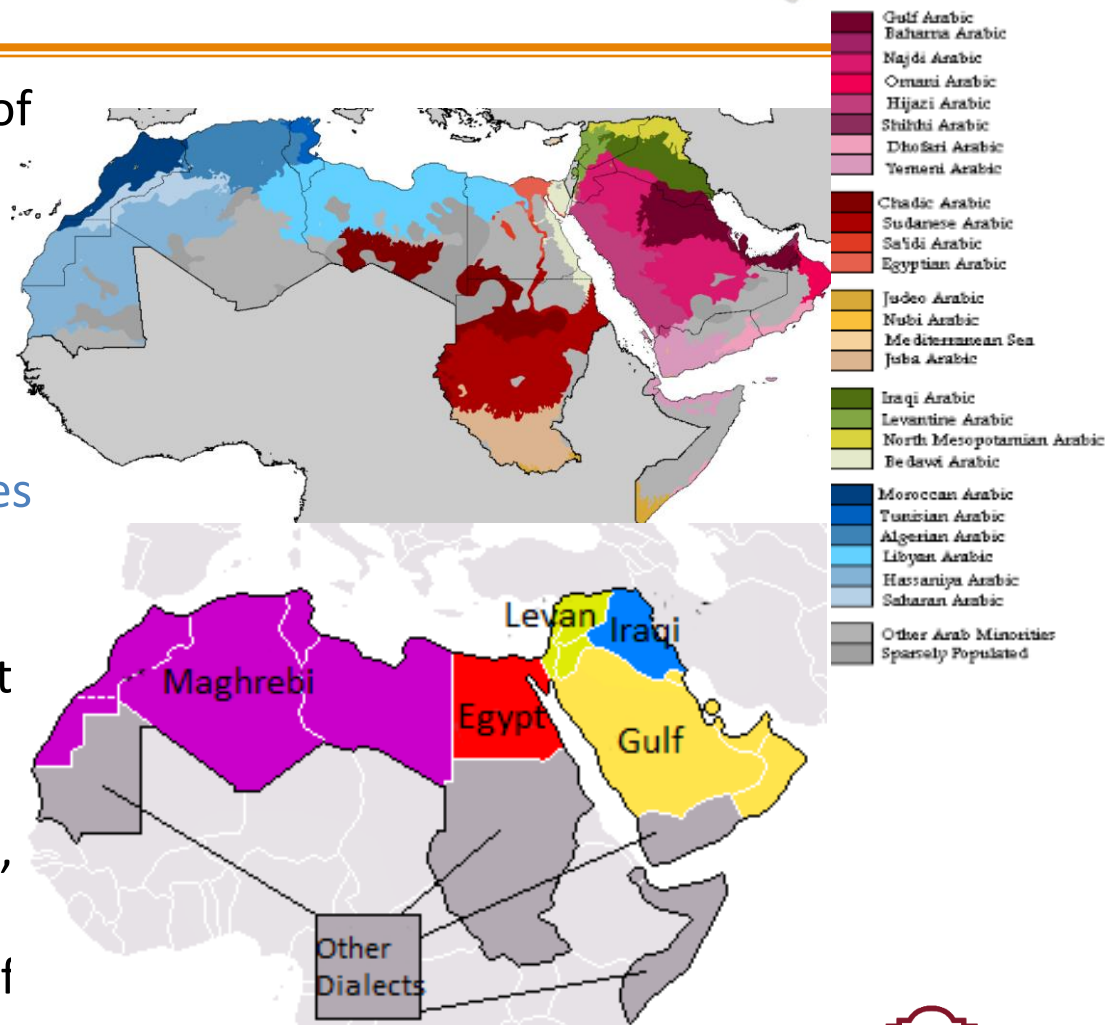 of
es
t
,
f
Gulf Arabic
Baharna Arabic
Najdi Arabic
Omani Arabic
Hijazi Arabic
Shihhi Arabic
Dhofari Arabic
Yemeni Arabic
Chadic Arabic
Sudanese Arabic
Sa'idi Arabic
Egyptian Arabic
Judeo Arabic
Nubi Arabic
Mediterranean Sea
Juba Arabic
Iraqi Arabic
Levantine Arabic
North Mesopotamian Arabic
Bedawi Arabic
Moroccan Arabic
Tunisian Arabic
Algerian Arabic
Libyan Arabic
Hassaniya Arabic
Saharan Arabic
Other Arab Minorities
Sparsely Populated
Levan
Iraqi
Maghrebi
Egypt
Gulf
Other
Dialects